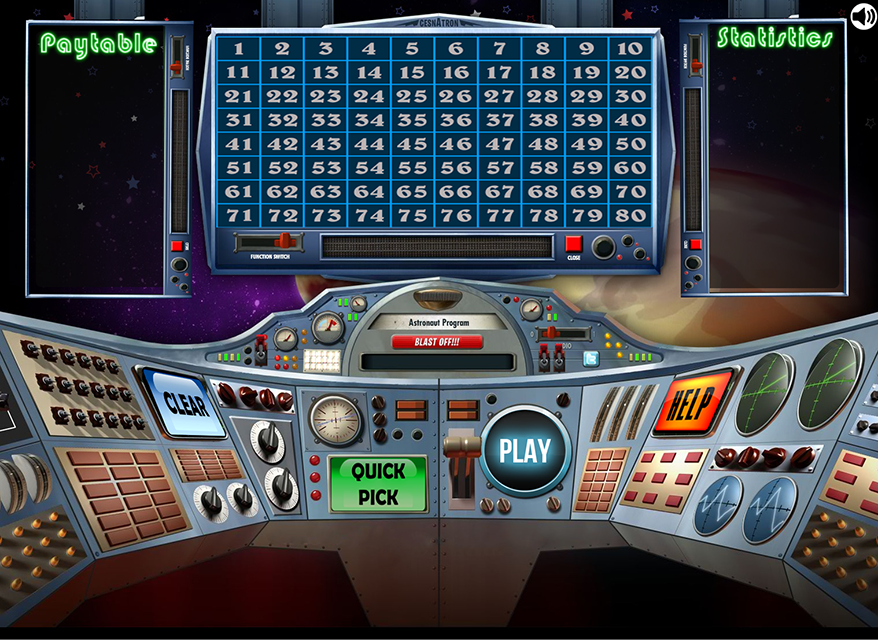 CESNATRON
Paytable
Statistics
1 2 3 4 5 6 7 8 9 10
11 12 13 14 15 16 17 18 19 20
21 22 23 24 25 26 27 28 29 30
31 32 33 34 35 36 37 38 39 40
41 42 43 44 45 46 47 48 49 50
51 52 53 54 55 56 57 58 59 60
61 62 63 64 65 66 67 68 69 70
71 72 73 74 75 76 77 78 79 80
FUNCTION SWITCH
CLOSE
Astronaut Program
BLAST OFF!!!
CLEAR
HELP
PLAY
QUICK
PICK